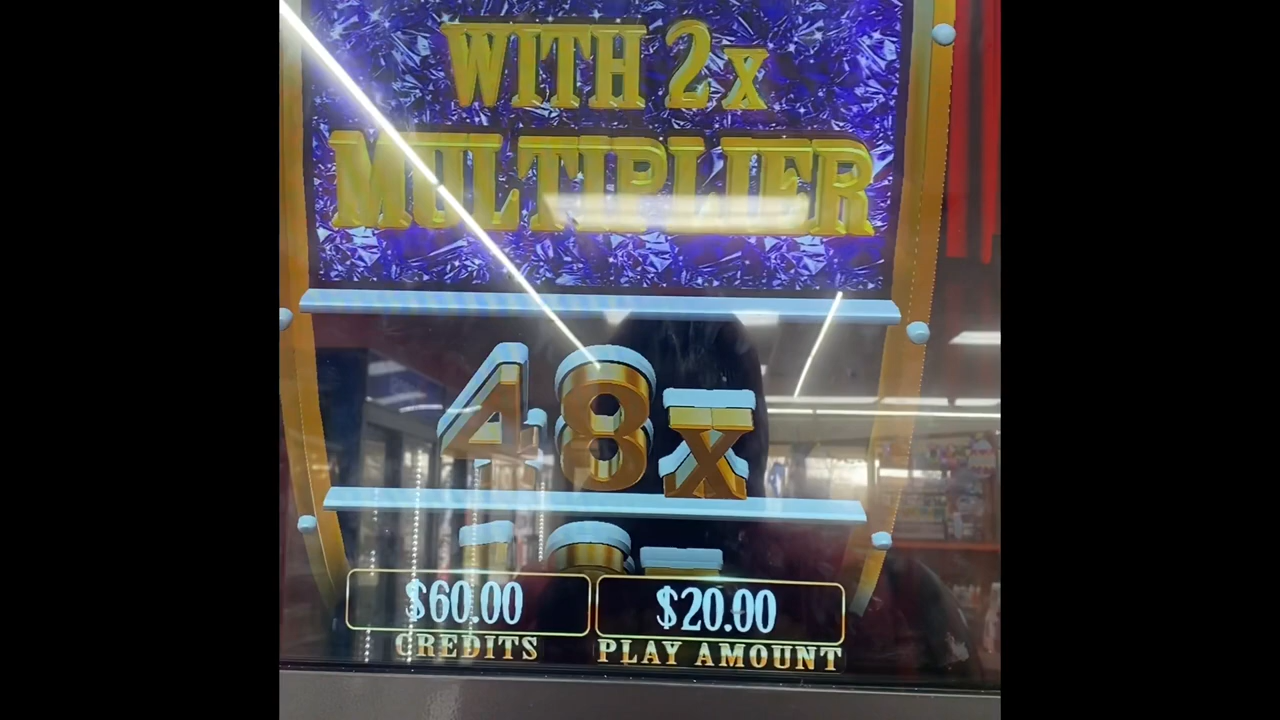 WITH 2x
MULTIPLIER
48x
$60.00 $20.00
CREDITS PLAY AMOUNT